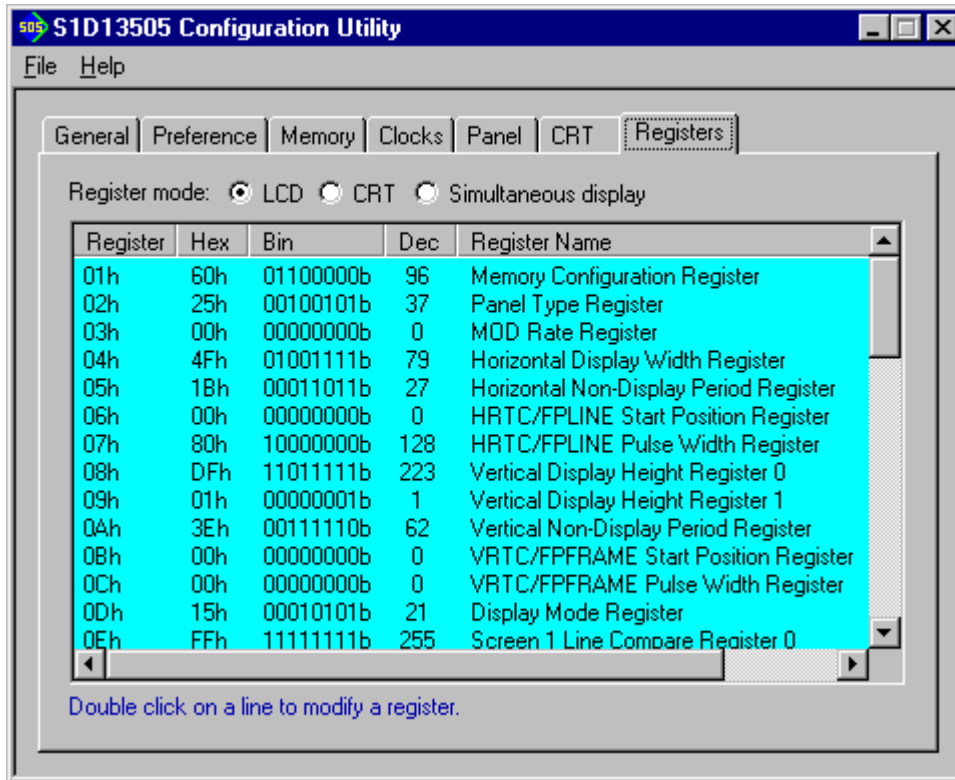 505 S1D13505 Configuration Utility
File Help
General Preference Memory Clocks Panel CRT Registers
Register mode: LCD CRT Simultaneous display
Register Hex Bin Dec Register Name
01h 60h 01100000b 96 Memory Configuration Register
02h 25h 00100101b 37 Panel Type Register
03h 00h 00000000b 0 MOD Rate Register
04h 4Fh 01001111b 79 Horizontal Display Width Register
05h 1Bh 00011011b 27 Horizontal Non-Display Period Register
06h 00h 00000000b 0 HRTC/FPLINE Start Position Register
07h 80h 10000000b 128 HRTC/FPLINE Pulse Width Register
08h DFh 11011111b 223 Vertical Display Height Register 0
09h 01h 00000001b 1 Vertical Display Height Register 1
0Ah 3Eh 00111110b 62 Vertical Non-Display Period Register
0Bh 00h 00000000b 0 VRTC/FPFRAME Start Position Register
0Ch 00h 00000000b 0 VRTC/FPFRAME Pulse Width Register
0Dh 15h 00010101b 21 Display Mode Register
0Eh FFh 11111111b 255 Screen 1 Line Compare Register 0
Double click on a line to modify a register.